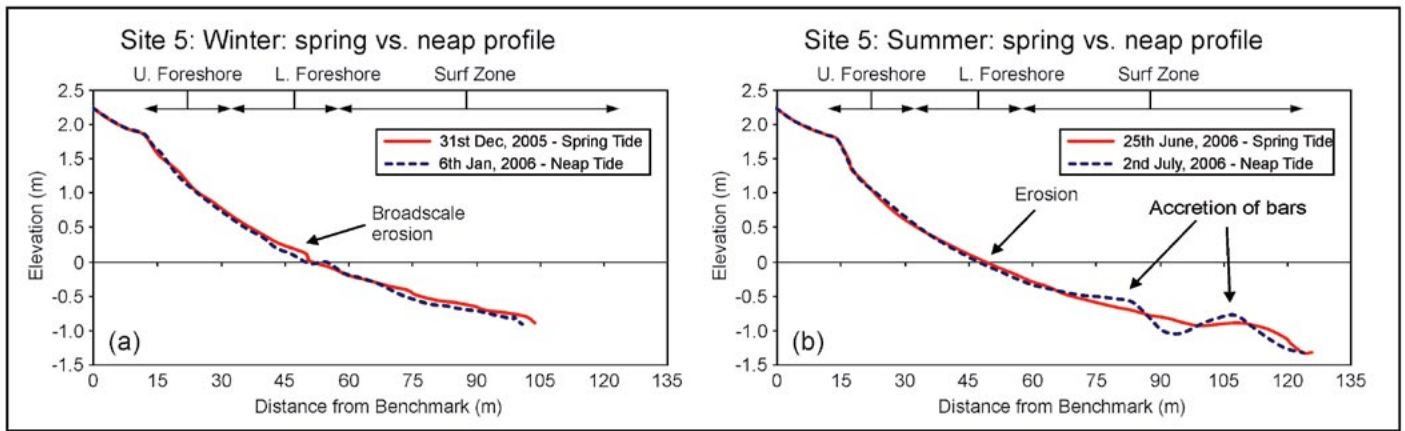 Site 5: Winter: spring vs. neap profile
U. Foreshore L. Foreshore Surf Zone
2.5
2.0
1.5
1.0
0.5
0
-0.5
-1.0
-1.5
Elevation (m)
31st Dec, 2005 - Spring Tide
6th Jan, 2006 - Neap Tide
Broadscale
erosion
(a)
0 15 30 45 60 75 90 105 120 135
Distance from Benchmark (m)
Site 5: Summer: spring vs. neap profile
U. Foreshore L. Foreshore Surf Zone
2.5
2.0
1.5
1.0
0.5
0
-0.5
-1.0
-1.5
Elevation (m)
25th June, 2006 - Spring Tide
2nd July, 2006 - Neap Tide
Erosion
Accretion of bars
(b)
0 15 30 45 60 75 90 105 120 135
Distance from Benchmark (m)